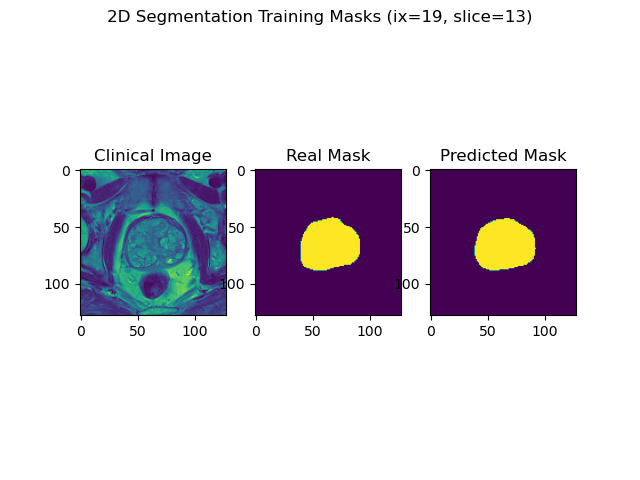 2D Segmentation Training Masks (ix=19, slice=13)
Clinical Image Real Mask Predicted Mask
0 0 0
50 50 50
100 100 100
0 50 100 0 50 100 0 50 100